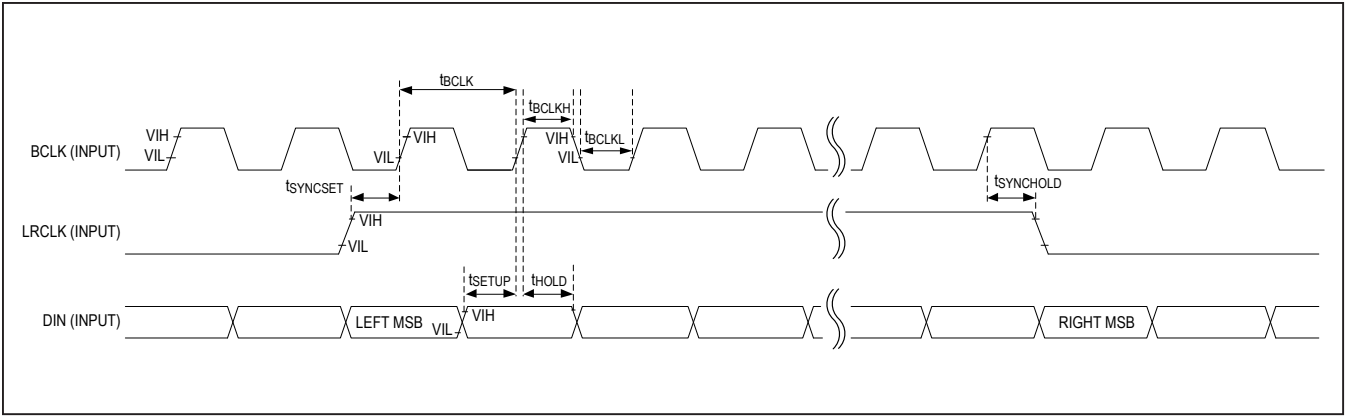 tBCLK
tBCLKH
VIH
VIH
VIH
tBCLKL
BCLK (INPUT)
VIL
VIL
VIL
tSYNCSET
tSYNCHOLD
VIH
LRCLK (INPUT)
VIL
tSETUP
tHOLD
VIH
DIN (INPUT)
LEFT MSB
VIL
RIGHT MSB